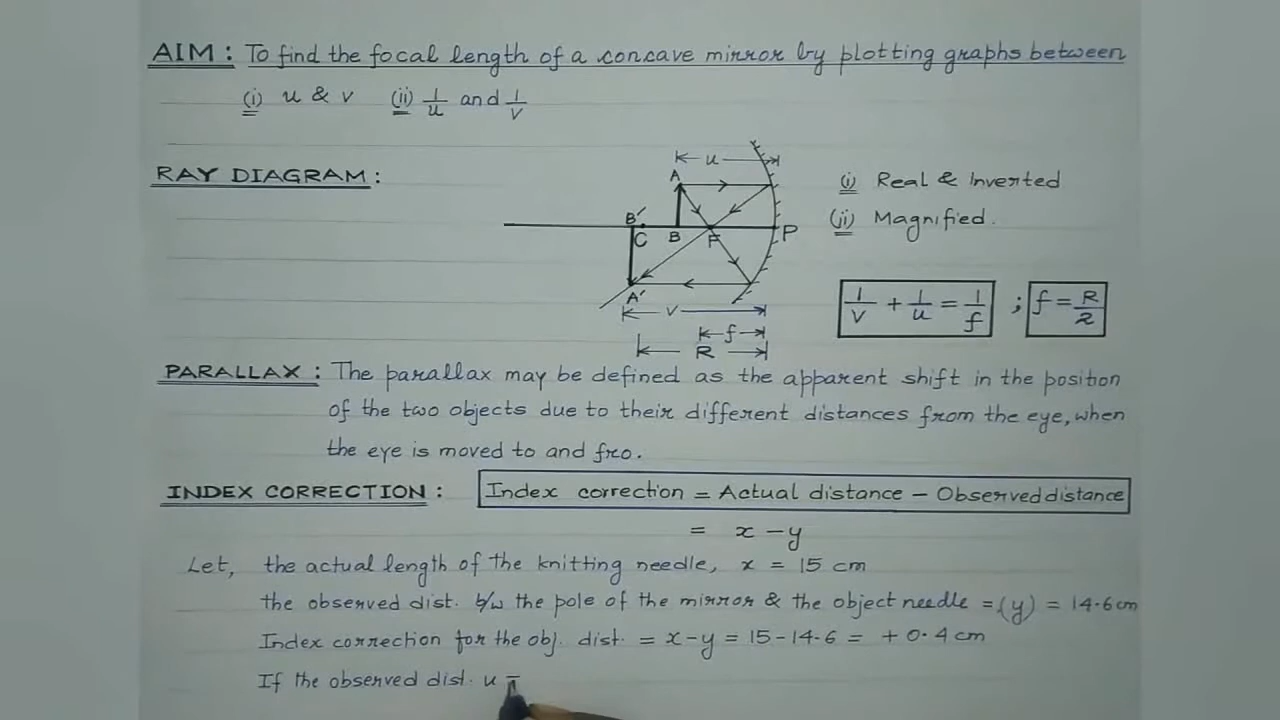 AIM: To find the focal length of a concave mirror by plotting graphs between
(i) u & v (ii) 1/u and 1/v
RAY DIAGRAM:
u
A
B'
C
B
F
P
A'
v
f
R
(i) Real & Inverted
(ii) Magnified.
1/v + 1/u = 1/f ; f = R/2
PARALLAX: The parallax may be defined as the apparent shift in the position
of the two objects due to their different distances from the eye, when
the eye is moved to and fro.
INDEX CORRECTION: Index correction = Actual distance - Observed distance
= x - y
Let, the actual length of the knitting needle, x = 15 cm
the observed dist. b/w the pole of the mirror & the object needle = (y) = 14.6 cm
Index correction for the obj. dist. = x - y = 15 - 14.6 = + 0.4 cm
If the observed dist. u =